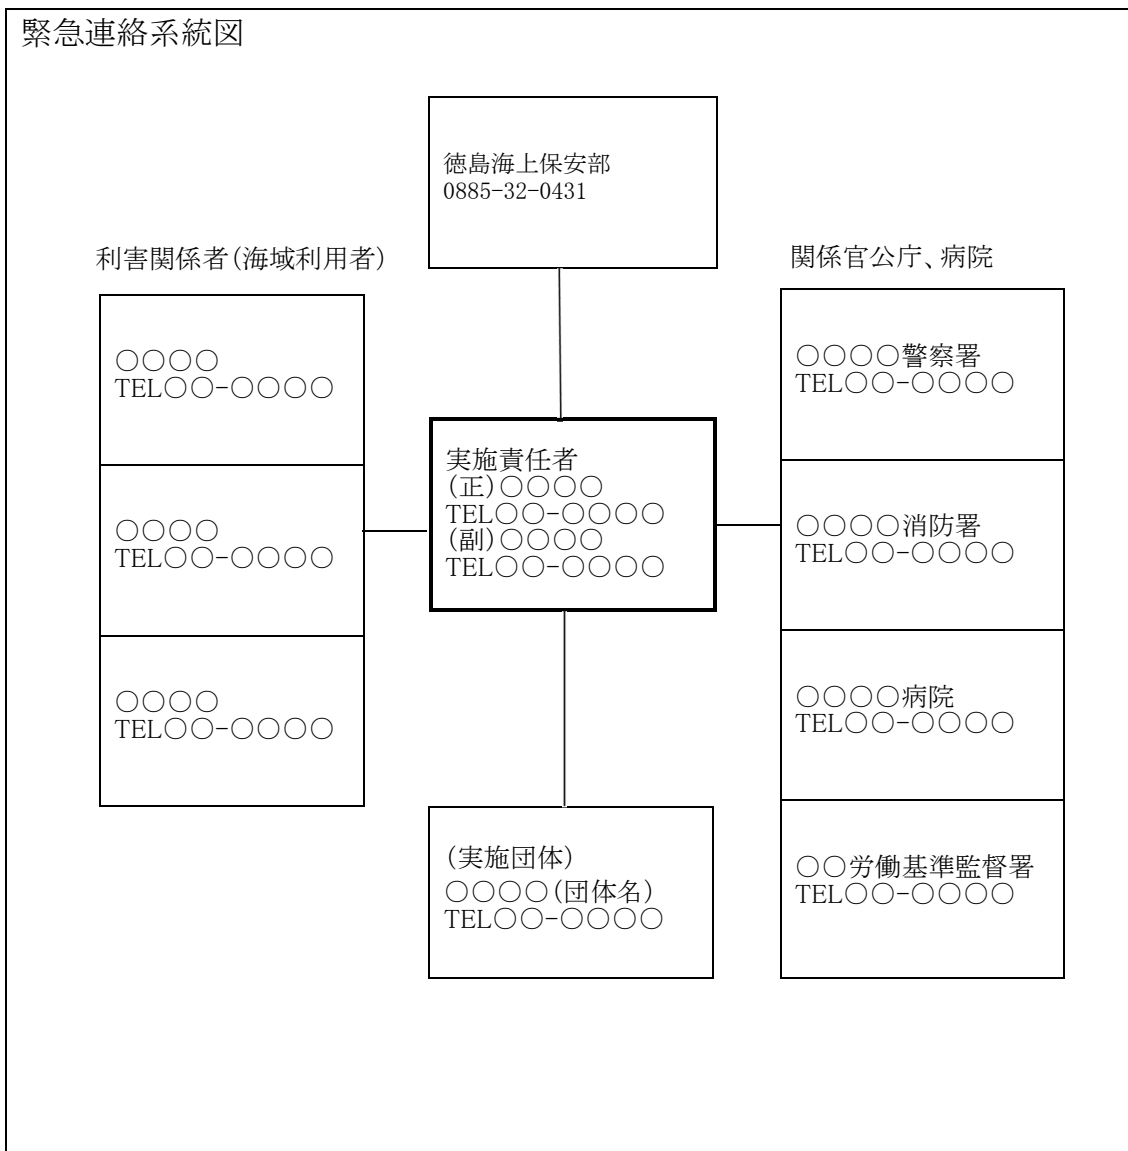 緊急連絡系統図
徳島海上保安部
0885-32-0431
利害関係者(海域利用者)
○○○○
TEL○○-○○○○
○○○○
TEL○○-○○○○
○○○○
TEL○○-○○○○
実施責任者
(正)○○○○
TEL○○-○○○○
(副)○○○○
TEL○○-○○○○
(実施団体)
○○○○(団体名)
TEL○○-○○○○
関係官公庁、病院
○○○○警察署
TEL○○-○○○○
○○○○消防署
TEL○○-○○○○
○○○○病院
TEL○○-○○○○
○○労働基準監督署
TEL○○-○○○○